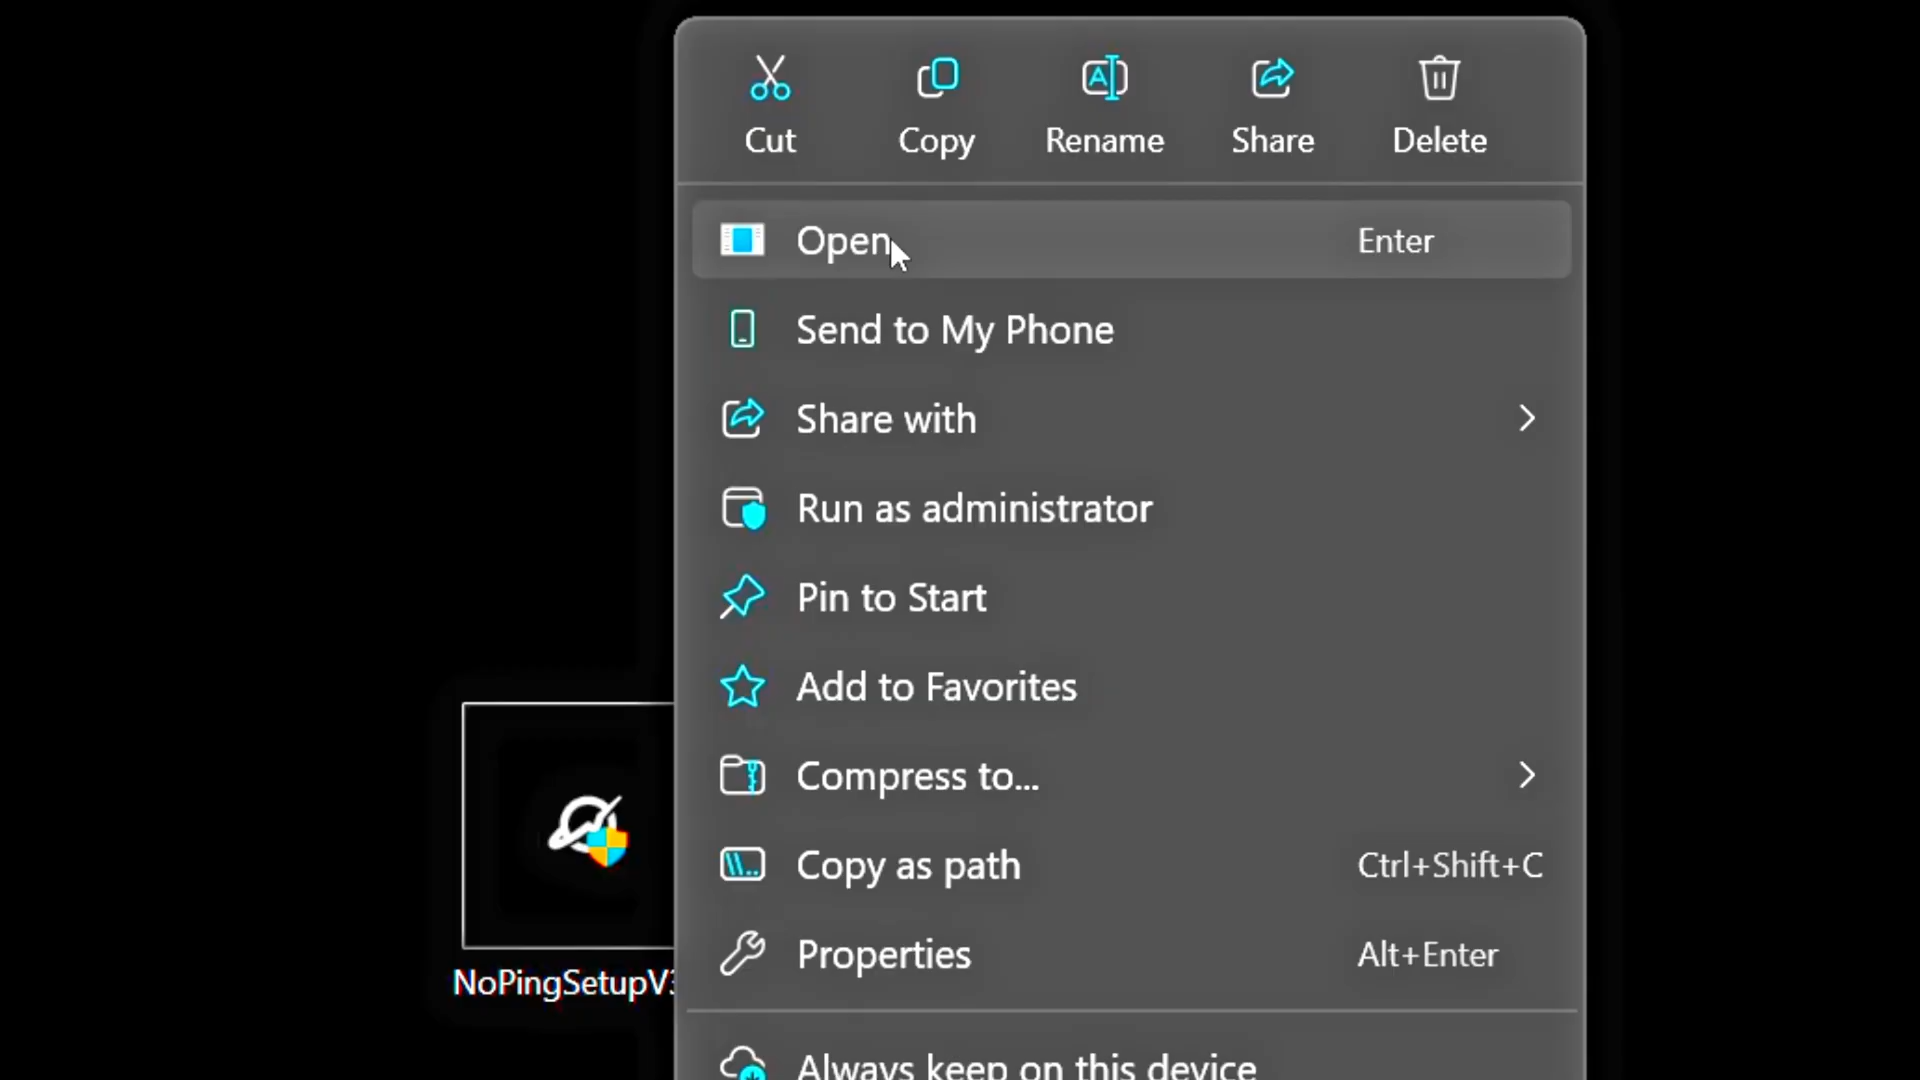 Cut
Copy
Rename
Share
Delete
Open
Enter
Send to My Phone
Share with
Run as administrator
Pin to Start
Add to Favorites
Compress to...
Copy as path
Ctrl+Shift+C
Properties
Alt+Enter
NoPingSetupV3
Always keep on this device